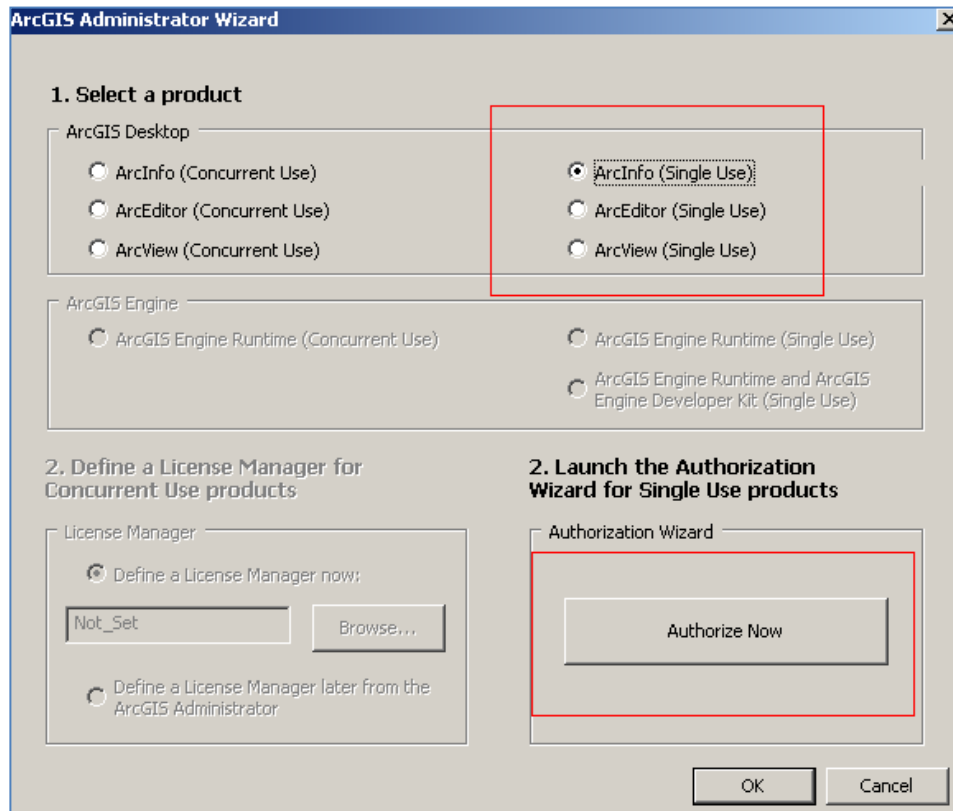 ArcGIS Administrator Wizard
1. Select a product
ArcGIS Desktop
ArcInfo (Concurrent Use)
ArcInfo (Single Use)
ArcEditor (Concurrent Use)
ArcEditor (Single Use)
ArcView (Concurrent Use)
ArcView (Single Use)
ArcGIS Engine
ArcGIS Engine Runtime (Concurrent Use)
ArcGIS Engine Runtime (Single Use)
ArcGIS Engine Runtime and ArcGIS
Engine Developer Kit (Single Use)
2. Define a License Manager for
Concurrent Use products
License Manager
Define a License Manager now:
Not_Set
Browse...
Define a License Manager later from the
ArcGIS Administrator
2. Launch the Authorization
Wizard for Single Use products
Authorization Wizard
Authorize Now
OK
Cancel